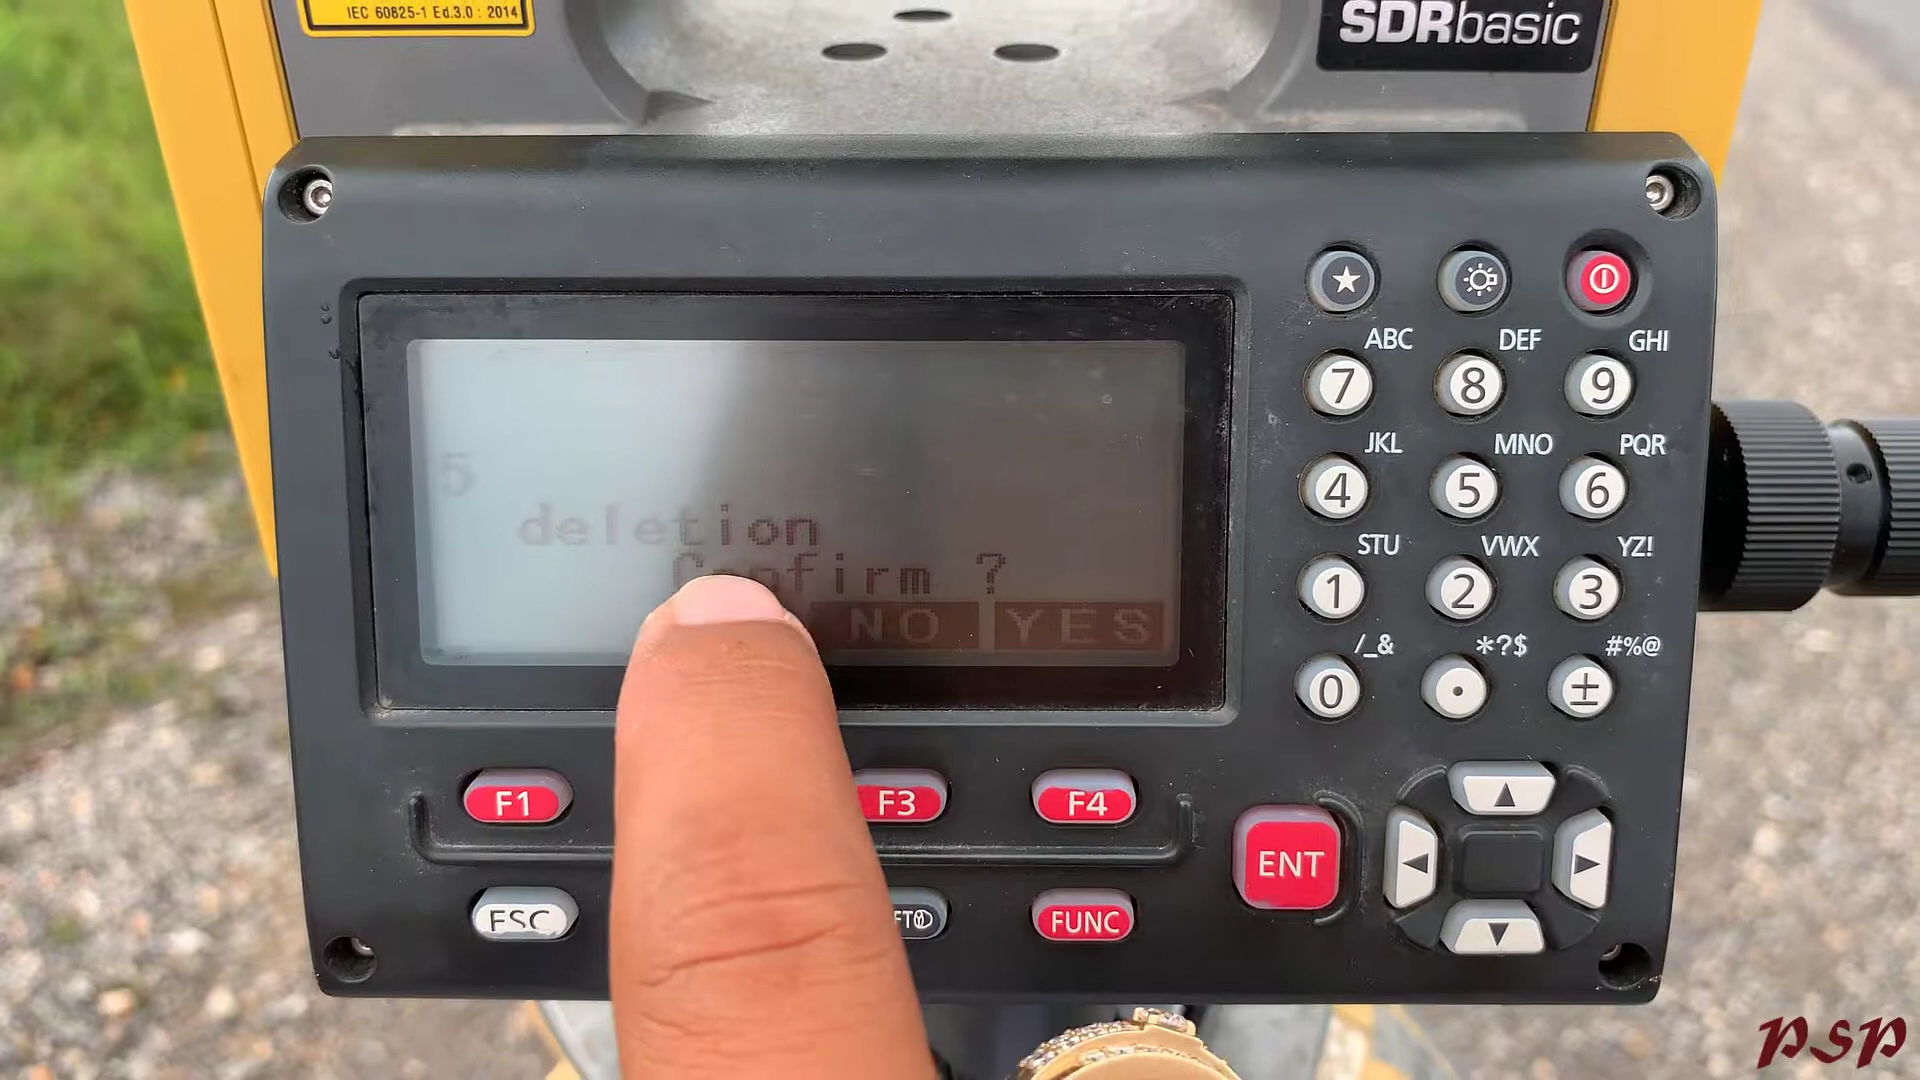 IEC 60825-1 Ed.3.0 : 2014
SDRbasic
ABC DEF GHI
7 8 9
JKL MNO PQR
5
4 5 6
deletion
STU VWX YZ!
Confirm ?
1 2 3
NO YES
/_& *?$ #%@
0 • ±
F1 F3 F4
ENT
ESC FUNC
PSP